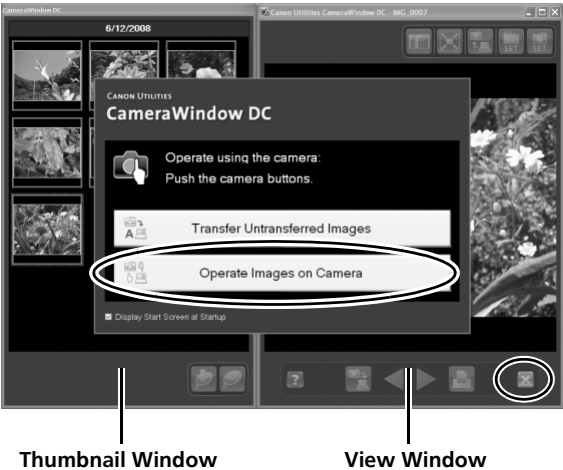 CameraWindow DC
Canon Utilities CameraWindow DC - IMG_0007
6/12/2008
SET
SET
CANON UTILITIES
CameraWindow DC
Operate using the camera:
Push the camera buttons.
A
Transfer Untransferred Images
Operate Images on Camera
Display Start Screen at Startup
?
Thumbnail Window
View Window